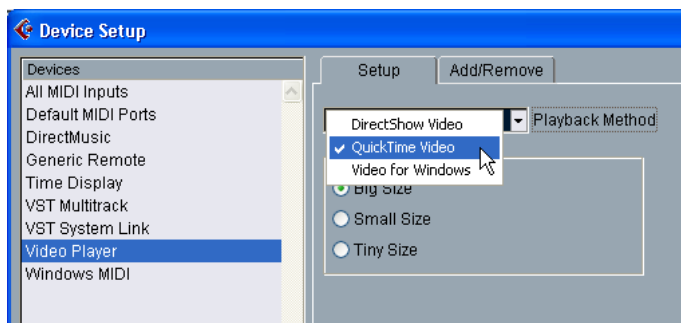 Device Setup
Devices
All MIDI Inputs
Default MIDI Ports
DirectMusic
Generic Remote
Time Display
VST Multitrack
VST System Link
Video Player
Windows MIDI
Setup
Add/Remove
Playback Method
DirectShow Video
QuickTime Video
Video for Windows
Big Size
Small Size
Tiny Size